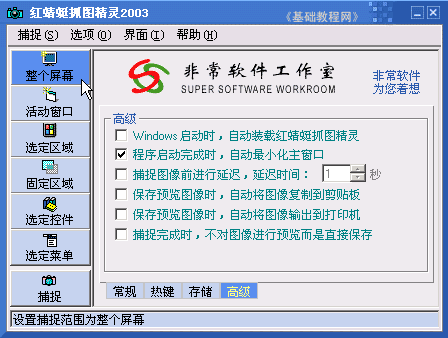 红蜻蜓抓图精灵2003
《基础教程网》
捕捉(S) 选项(O) 界面(I) 帮助(H)
整个屏幕
活动窗口
选定区域
固定区域
选定控件
选定菜单
捕捉
非常软件工作室
SUPER SOFTWARE WORKROOM
非常软件
为您着想
高级
Windows启动时，自动装载红蜻蜓抓图精灵
程序启动完成时，自动最小化主窗口
捕捉图像前进行延迟，延迟时间： 1 秒
保存预览图像时，自动将图像复制到剪贴板
保存预览图像时，自动将图像输出到打印机
捕捉完成时，不对图像进行预览而是直接保存
常规 热键 存储 高级
设置捕捉范围为整个屏幕